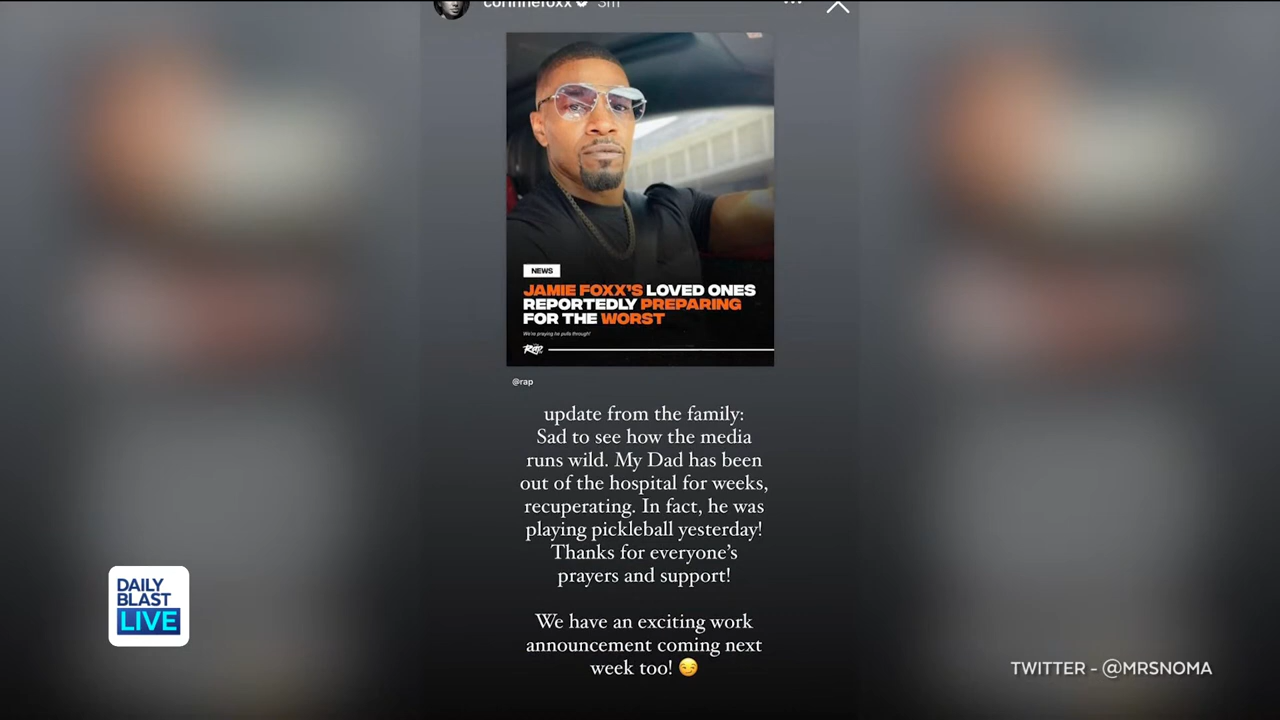 corinnefoxx 3m
NEWS
JAMIE FOXX'S LOVED ONES
REPORTEDLY PREPARING
FOR THE WORST
We're praying he pulls through!
RAP
@rap
update from the family:
Sad to see how the media
runs wild. My Dad has been
out of the hospital for weeks,
recuperating. In fact, he was
playing pickleball yesterday!
Thanks for everyone's
prayers and support!
We have an exciting work
announcement coming next
week too! 😏
DAILY
BLAST
LIVE
TWITTER - @MRSNOMA